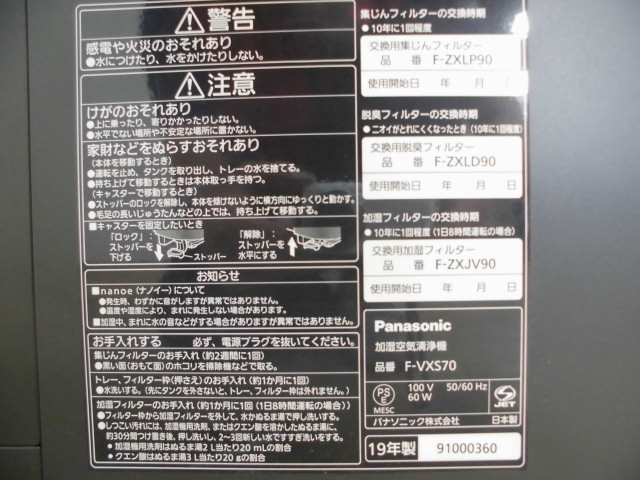 警告
感電や火災のおそれあり
●水につけたり、水をかけたりしない。
注意
けがのおそれあり
●上に乗ったり、寄りかかったりしない。
●水平でない場所や不安定な場所に置かない。
家財などをぬらすおそれあり
(本体を移動するとき)
●運転を止め、タンクを取り出し、トレーの水を捨てる。
●持ち上げて移動するときは本体取っ手を持つ。
(キャスターで移動するとき)
●ストッパーのロックを解除し、本体を傾けないように横方向にゆっくりと動かす。
●毛足の長いじゅうたんなどの上では、持ち上げて移動する。
■キャスターを固定したいとき
「ロック」:
ストッパーを
下げる
ストッパー
「解除」:
ストッパーを
水平にする
お知らせ
■nanoe(ナノイー)について
●発生時、わずかに音がしますが異常ではありません。
●温度や湿度により、まれに発生しない場合があります。
■加湿中、まれに水の音などがする場合がありますが異常ではありません。
お手入れする 必ず、電源プラグを抜いてください。
集じんフィルターのお手入れ(約2週間に1回)
●黒い面(おもて面)のホコリを掃除機などで取る。
トレー、フィルター枠(押さえ)のお手入れ(約1か月に1回)
●水洗いする。(先にタンクを外さないと、トレー・フィルター枠は外れません。)
加湿フィルターのお手入れ(約1か月に1回(1日8時間運転の場合))
●フィルター枠から加湿フィルターを外して、水かぬるま湯で押し洗いする。
●しつこい汚れには、加湿機用洗剤、またはクエン酸を溶かしたぬるま湯に、
約30分間つけ置き後、押し洗いし、2~3回新しい水ですすぎ洗いをする。
・加湿機用洗剤はぬるま湯2 L当たり20 mLの割合
・クエン酸はぬるま湯3 L当たり20 gの割合
集じんフィルターの交換時期
●10年に1回程度
交換用集じんフィルター
品 番 F-ZXLP90
使用開始日 年 月 日
脱臭フィルターの交換時期
●ニオイがとれにくくなったとき(10年に1回程度)
交換用脱臭フィルター
品 番 F-ZXLD90
使用開始日 年 月 日
加湿フィルターの交換時期
●10年に1回程度(1日8時間運転の場合)
交換用加湿フィルター
品 番 F-ZXJV90
使用開始日 年 月 日
Panasonic
加湿空気清浄機
品番 F-VXS70
PS
E
MESC
100 V 50/60 Hz
60 W
JET
パナソニック株式会社 日本製
19年製 91000360